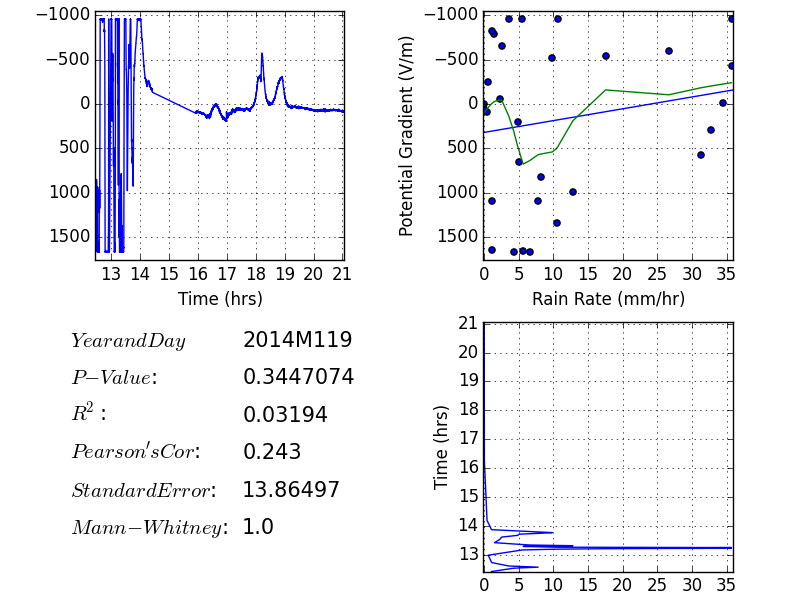 −1000
−500
0
500
1000
1500
13 14 15 16 17 18 19 20 21
Time (hrs)
Potential Gradient (V/m)
−1000
−500
0
500
1000
1500
0 5 10 15 20 25 30 35
Rain Rate (mm/hr)
YearandDay 2014M119
P−Value: 0.3447074
R² : 0.03194
Pearson'sCor: 0.243
StandardError: 13.86497
Mann−Whitney: 1.0
Time (hrs)
21
20
19
18
17
16
15
14
13
0 5 10 15 20 25 30 35